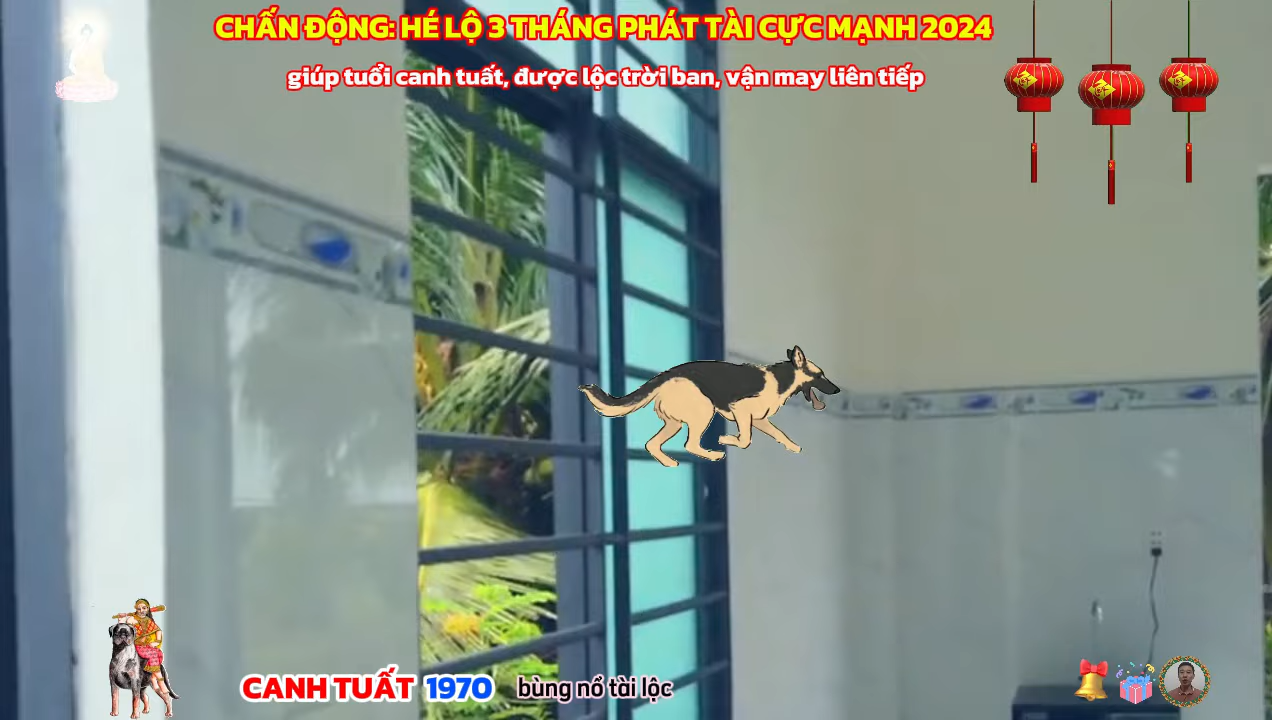 CHẤN ĐỘNG: HÉ LỘ 3 THÁNG PHÁT TÀI CỰC MẠNH 2024
giúp tuổi canh tuất, được lộc trời ban, vận may liên tiếp
CANH TUẤT 1970 bùng nổ tài lộc